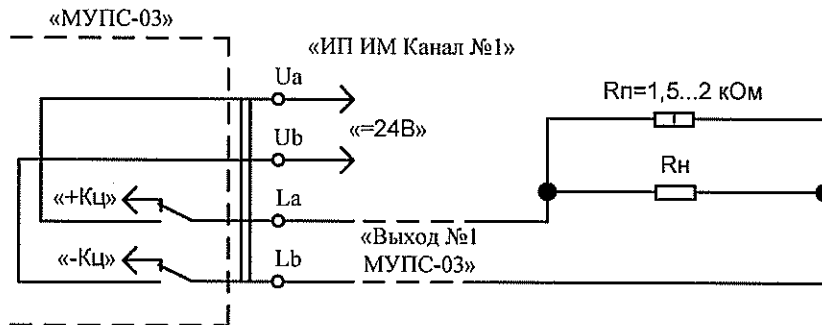 «МУПС-03»
«ИП ИМ Канал №1»
Ua
Rп=1,5...2 кОм
«=24В»
Ub
Rн
«+Кц»
La
«Выход №1
МУПС-03»
«-Кц»
Lb